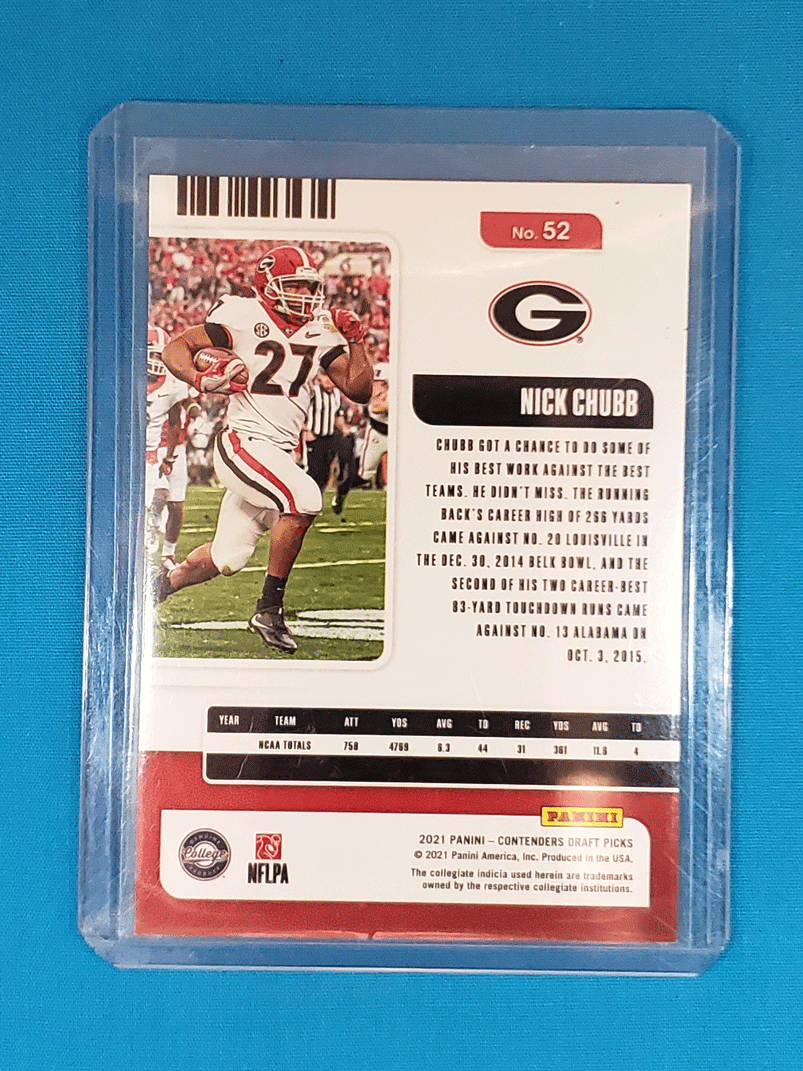 No. 52
G
SEC
27
NICK CHUBB
CHUBB GOT A CHANCE TO DO SOME OF
HIS BEST WORK AGAINST THE BEST
TEAMS. HE DIDN'T MISS. THE RUNNING
BACK'S CAREER HIGH OF 266 YARDS
CAME AGAINST NO. 20 LOUISVILLE IN
THE DEC. 30, 2014 BELK BOWL, AND THE
SECOND OF HIS TWO CAREER-BEST
83-YARD TOUCHDOWN RUNS CAME
AGAINST NO. 13 ALABAMA ON
OCT. 3, 2015.
YEAR TEAM ATT YDS AVG TD REC YDS AVG TD
NCAA TOTALS 758 4769 6.3 44 31 361 11.6 4
PANINI
2021 PANINI – CONTENDERS DRAFT PICKS
© 2021 Panini America, Inc. Produced in the USA.
The collegiate indicia used herein are trademarks
owned by the respective collegiate institutions.
GENUINE
College
NFLPA